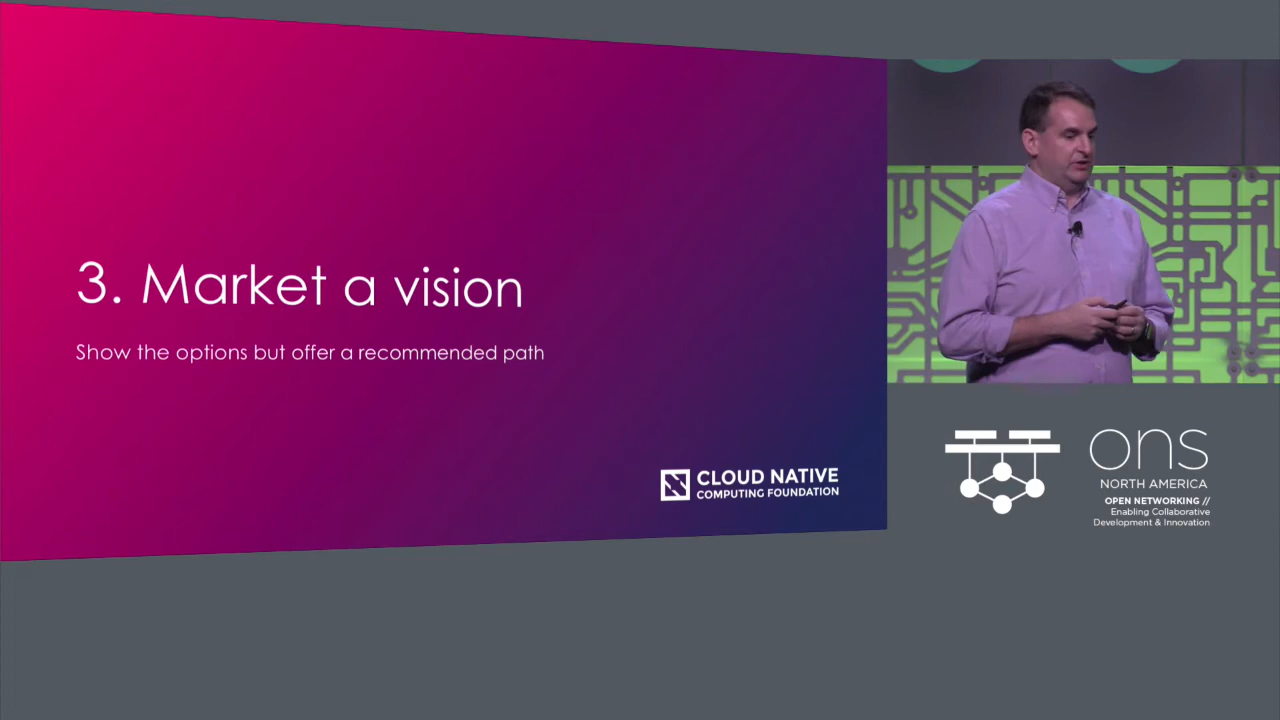 3. Market a vision
Show the options but offer a recommended path
CLOUD NATIVE
COMPUTING FOUNDATION
ons
NORTH AMERICA
OPEN NETWORKING //
Enabling Collaborative
Development & Innovation